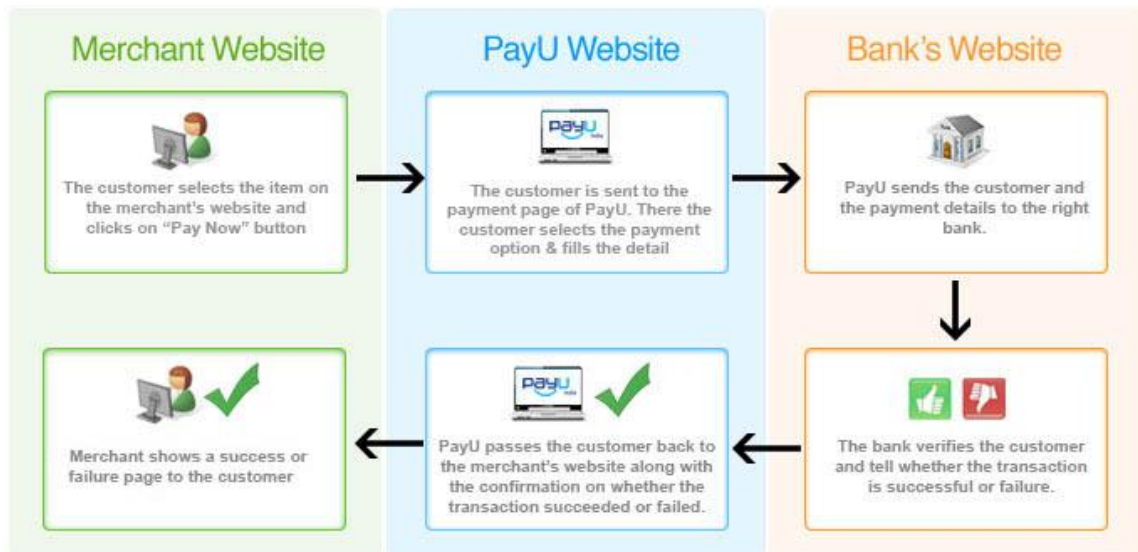 Merchant Website
PayU Website
Bank's Website
The customer selects the item on
the merchant's website and
clicks on “Pay Now” button
payU
india
The customer is sent to the
payment page of PayU. There the
customer selects the payment
option & fills the detail
PayU sends the customer and
the payment details to the right
bank.
The bank verifies the customer
and tell whether the transaction
is successful or failure.
payU
india
PayU passes the customer back to
the merchant's website along with
the confirmation on whether the
transaction succeeded or failed.
Merchant shows a success or
failure page to the customer